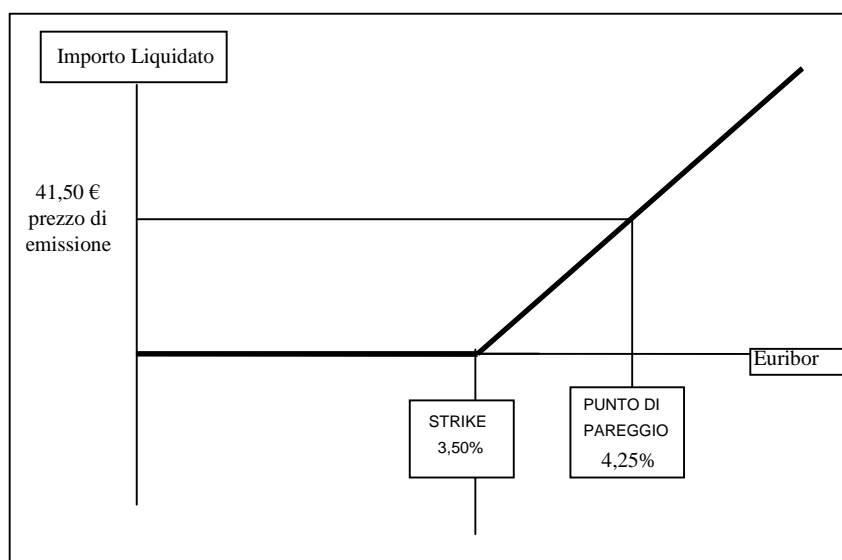 Importo Liquidato
41,50 €
prezzo di
emissione
Euribor
STRIKE
3,50%
PUNTO DI
PAREGGIO
4,25%